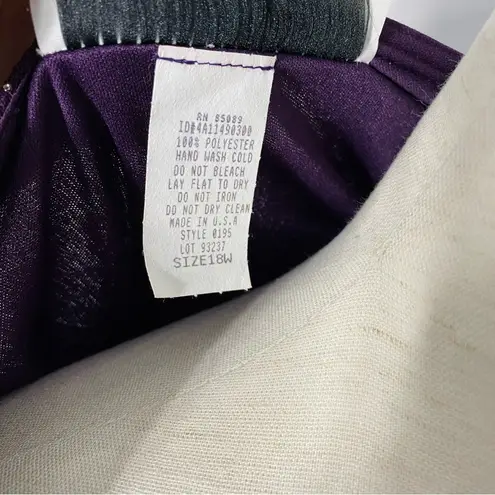 RN 85089
ID#4A11490300
100% POLYESTER
HAND WASH COLD
DO NOT BLEACH
LAY FLAT TO DRY
DO NOT IRON
DO NOT DRY CLEAN
MADE IN U.S.A
STYLE 0195
LOT 93237
SIZE18W